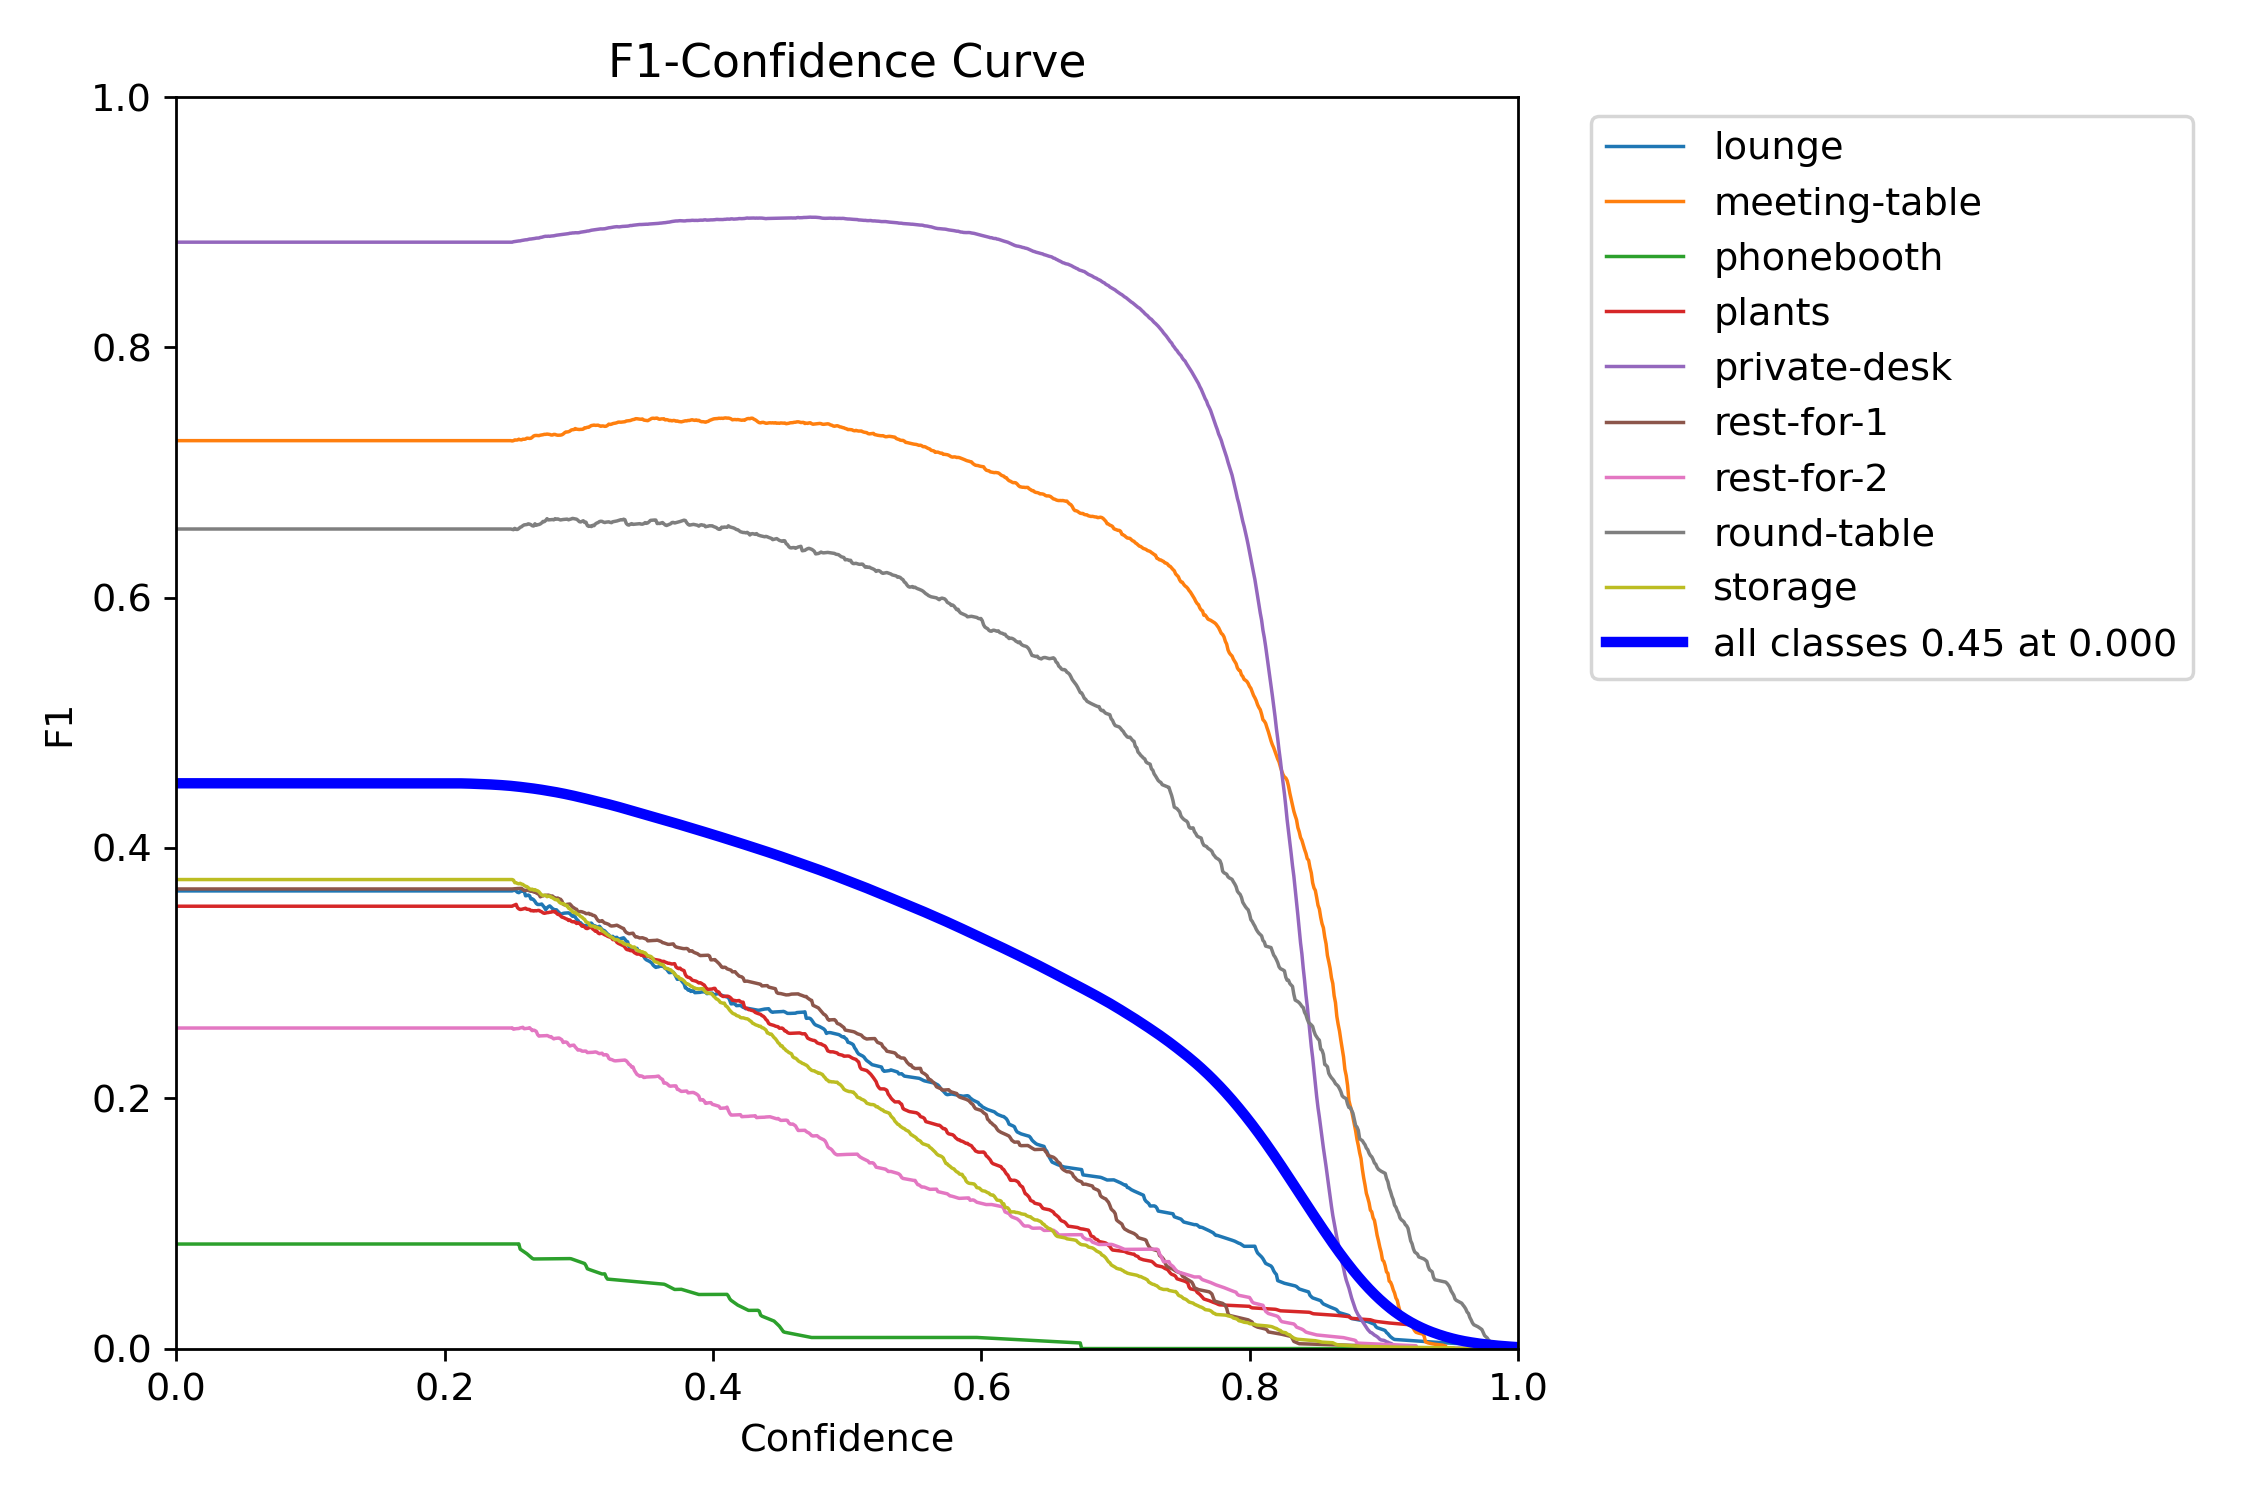 F1-Confidence Curve
1.0
0.8
0.6
0.4
0.2
0.0
F1
0.0 0.2 0.4 0.6 0.8 1.0
Confidence
lounge
meeting-table
phonebooth
plants
private-desk
rest-for-1
rest-for-2
round-table
storage
all classes 0.45 at 0.000